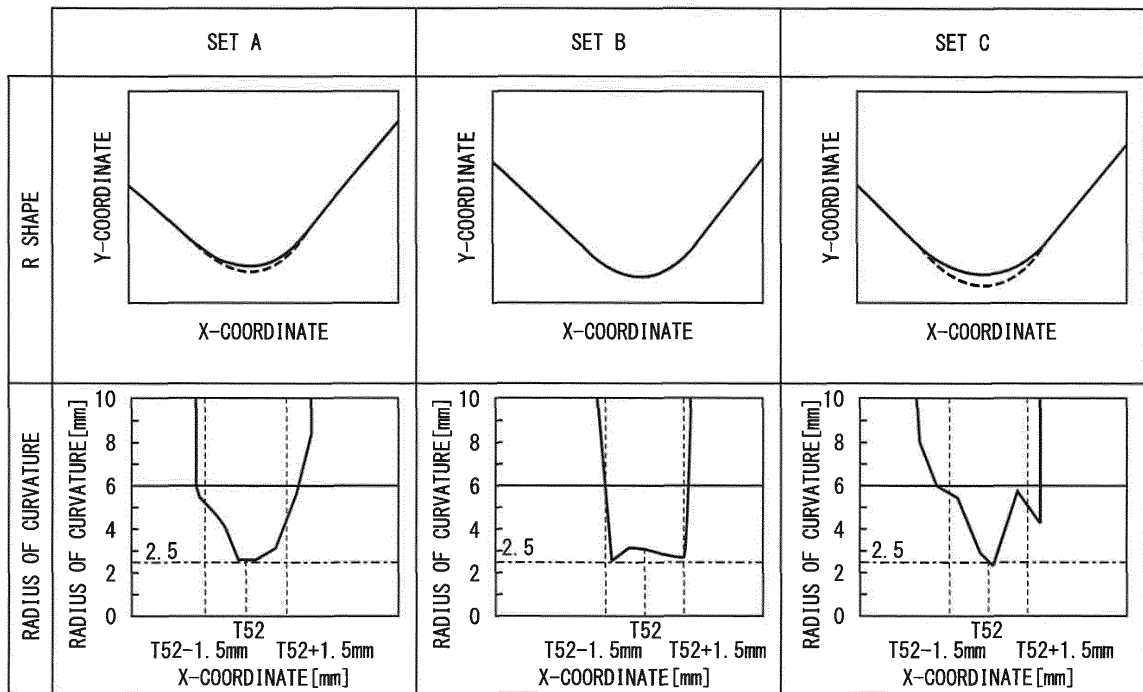 SET A
SET B
SET C
R SHAPE
Y-COORDINATE
X-COORDINATE
Y-COORDINATE
X-COORDINATE
Y-COORDINATE
X-COORDINATE
RADIUS OF CURVATURE
RADIUS OF CURVATURE[mm]
10
8
6
4
2.5
2
0
T52
T52-1.5mm T52+1.5mm
X-COORDINATE[mm]
RADIUS OF CURVATURE[mm]
10
8
6
4
2.5
2
0
T52
T52-1.5mm T52+1.5mm
X-COORDINATE[mm]
RADIUS OF CURVATURE[mm]
10
8
6
4
2.5
2
0
T52
T52-1.5mm T52+1.5mm
X-COORDINATE[mm]